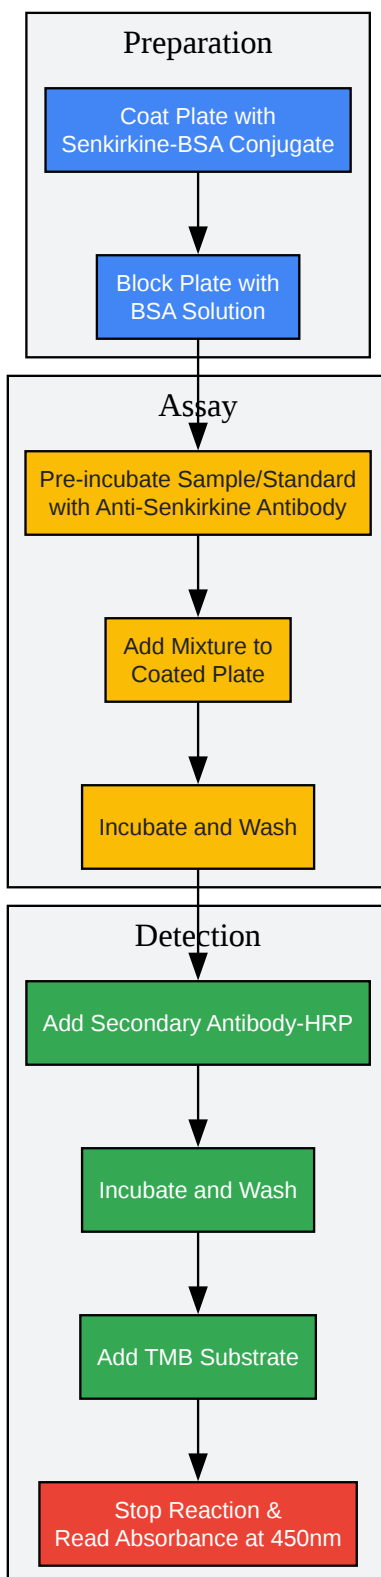 Preparation
Coat Plate with
Senkirkine-BSA Conjugate
Block Plate with
BSA Solution
Assay
Pre-incubate Sample/Standard
with Anti-Senkirkine Antibody
Add Mixture to
Coated Plate
Incubate and Wash
Detection
Add Secondary Antibody-HRP
Incubate and Wash
Add TMB Substrate
Stop Reaction &
Read Absorbance at 450nm